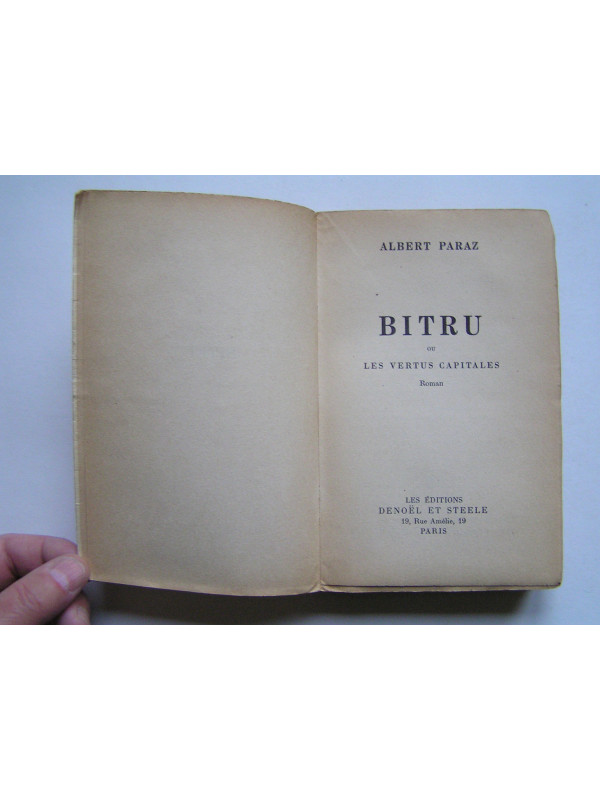 ALBERT PARAZ
BITRU
OU
LES VERTUS CAPITALES
Roman
LES ÉDITIONS
DENOËL ET STEELE
19, Rue Amélie, 19
PARIS